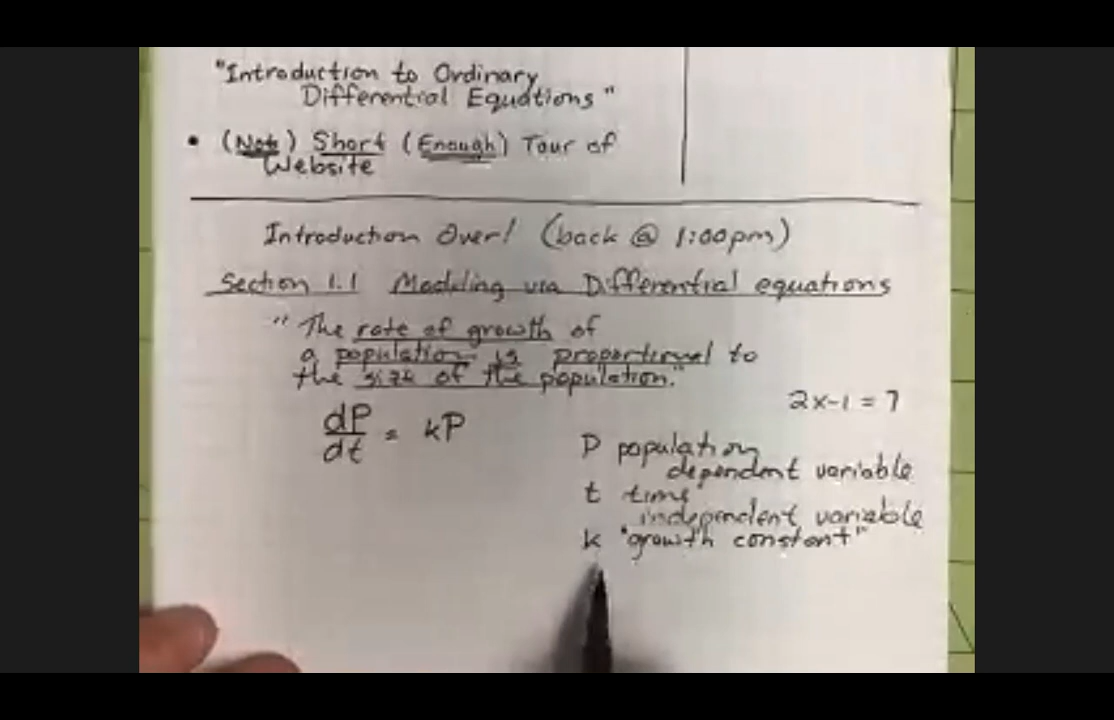 "Introduction to Ordinary
Differential Equations"
• (Not) Short (Enough) Tour of
Website
Introduction Over! (back @ 1:00pm)
Section 1.1 Modeling via Differential equations
"The rate of growth of
a population is proportional to
the size of the population."
2x-1 = 7
dP/dt = kP
P population
dependent variable
t time
independent variable
k "growth constant"